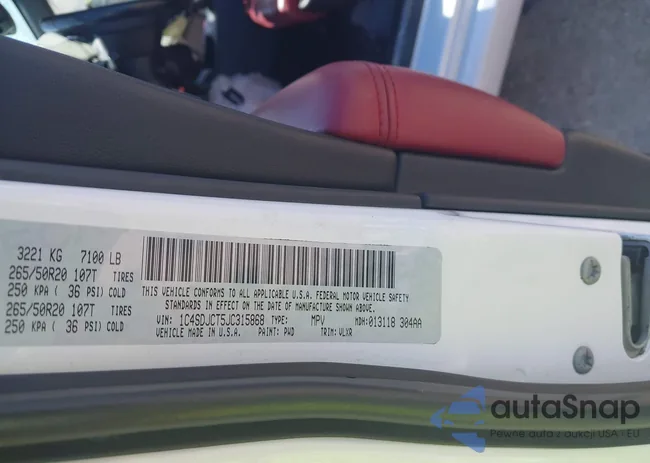 3221 KG 7100 LB
265/50R20 107T TIRES
250 KPA ( 36 PSI) COLD
265/50R20 107T TIRES
250 KPA ( 36 PSI) COLD
THIS VEHICLE CONFORMS TO ALL APPLICABLE U.S.A. FEDERAL MOTOR VEHICLE SAFETY
STANDARDS IN EFFECT ON THE DATE OF MANUFACTURE SHOWN ABOVE.
VIN: 1C4SDJCT5JC315868 TYPE: MPV MDH:013118 304AA
VEHICLE MADE IN U.S.A. PAINT: PWD TRIM: VLXR
autaSnap
Pewne auta z aukcji USA - EU